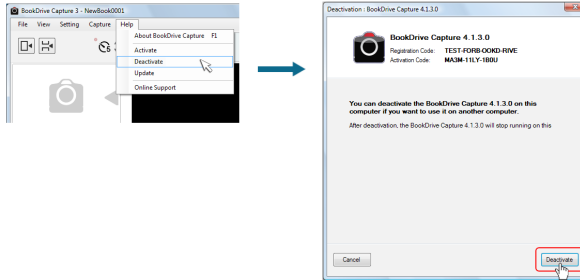 BookDrive Capture 3 - NewBook0001
File View Setting Capture Help
About BookDrive Capture F1
Activate
Deactivate
Update
Online Support
Deactivation : BookDrive Capture 4.1.3.0
BookDrive Capture 4.1.3.0
Registration Code: TEST-FORB-OOKD-RIVE
Activation Code: MA3M-11LY-1B0U
You can deactivate the BookDrive Capture 4.1.3.0 on this
computer if you want to use it on another computer.
After deactivation, the BookDrive Capture 4.1.3.0 will stop running on this
Cancel
Deactivate